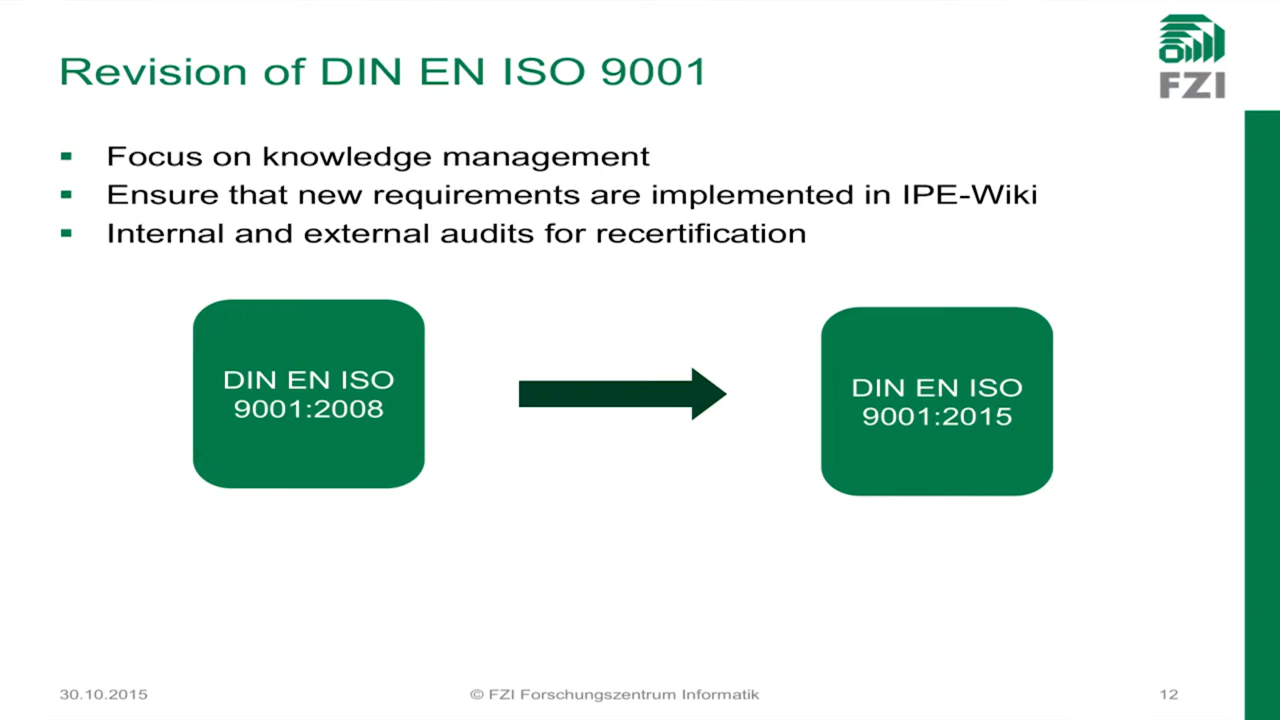 Revision of DIN EN ISO 9001
FZI
Focus on knowledge management
Ensure that new requirements are implemented in IPE-Wiki
Internal and external audits for recertification
DIN EN ISO
9001:2008
DIN EN ISO
9001:2015
30.10.2015
© FZI Forschungszentrum Informatik
12